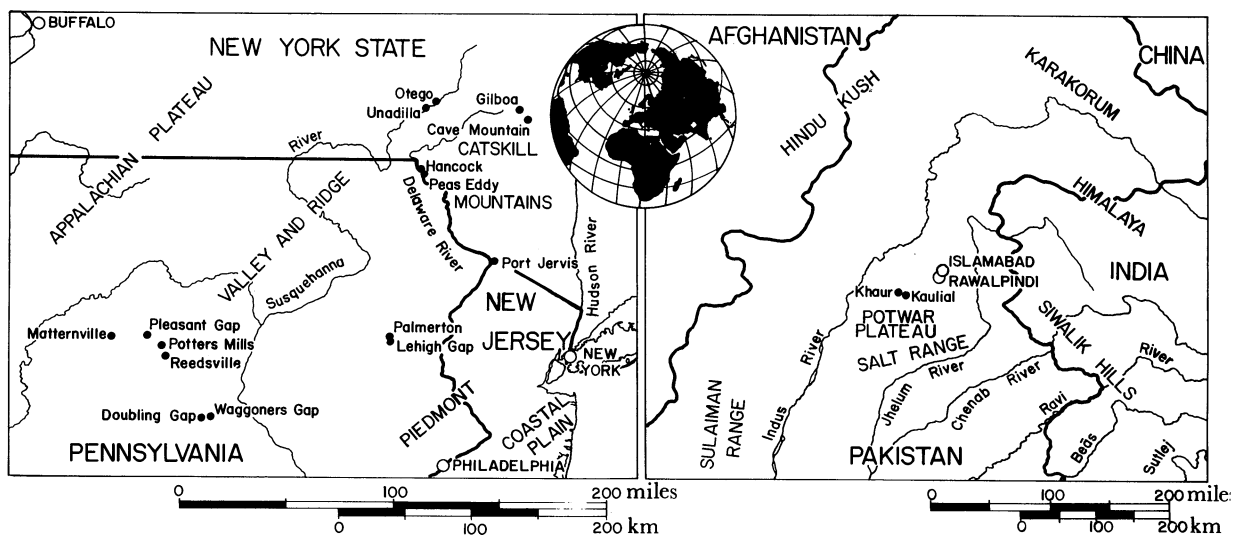 BUFFALO
NEW YORK STATE
APPALACHIAN PLATEAU
Otego
Unadilla
Gilboa
Cave Mountain
CATSKILL
MOUNTAINS
River
Hancock
Peas Eddy
Delaware River
VALLEY AND RIDGE
Susquehanna
Port Jervis
Hudson River
NEW
JERSEY
Matternville
Pleasant Gap
Potters Mills
Reedsville
Palmerton
Lehigh Gap
NEW
YORK
Doubling Gap
Waggoners Gap
PIEDMONT
COASTAL
PLAIN
PENNSYLVANIA
PHILADELPHIA
0 100 200 miles
0 100 200 km
AFGHANISTAN
CHINA
KARAKORUM
HINDU KUSH
HIMALAYA
ISLAMABAD
RAWALPINDI
INDIA
Khaur
Kaulial
POTWAR
PLATEAU
SALT RANGE
SIWALIK HILLS
River
River
River
River
Jhelum
Chenab
Ravi
Indus
SULAIMAN
RANGE
Beās
Sutlej
PAKISTAN
0 100 200 miles
0 100 200 km